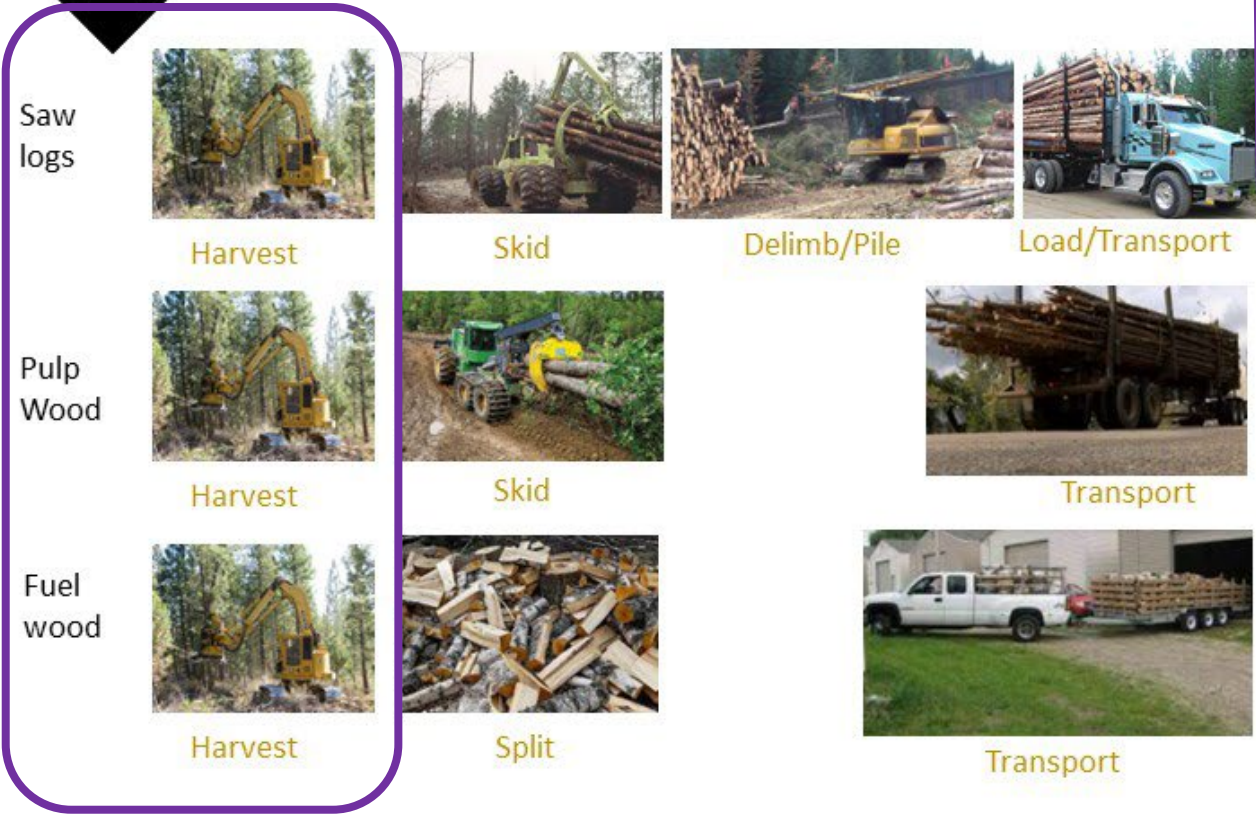 Saw
logs
Harvest
Skid
Delimb/Pile
Load/Transport
Pulp
Wood
Harvest
Skid
Transport
Fuel
wood
Harvest
Split
Transport